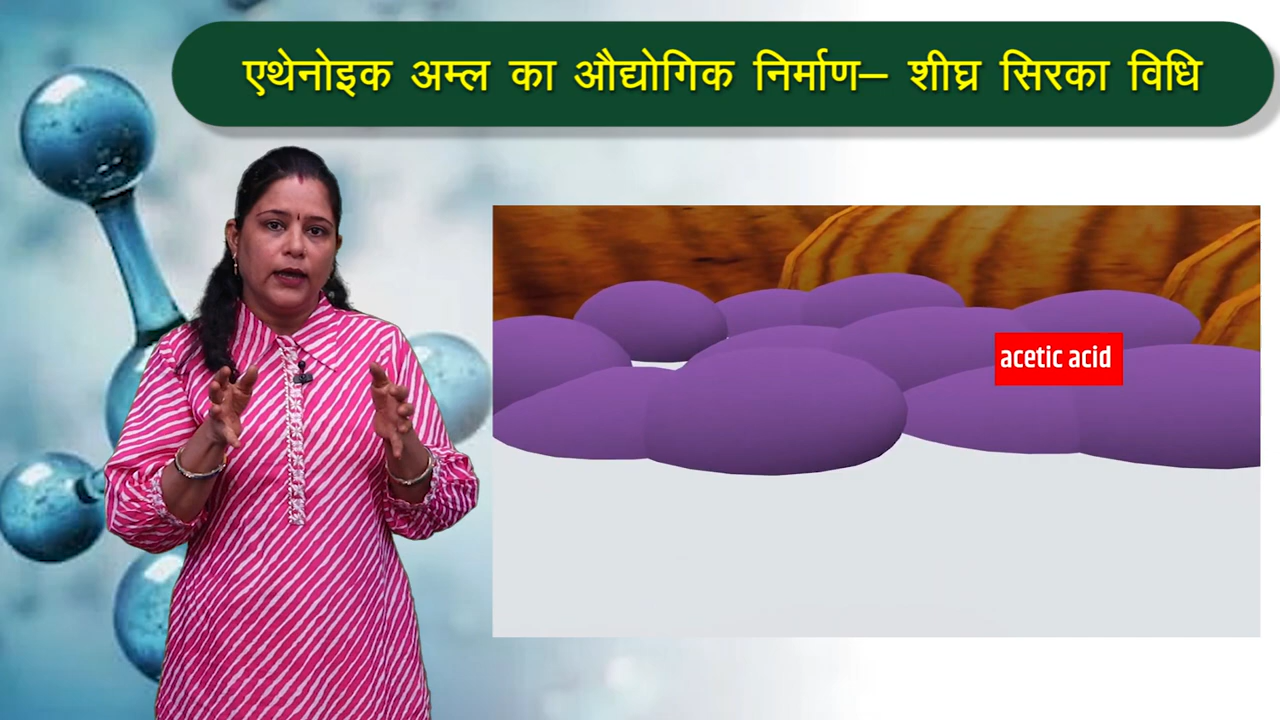 एथेनोइक अम्ल का औद्योगिक निर्माण– शीघ्र सिरका विधि
acetic acid